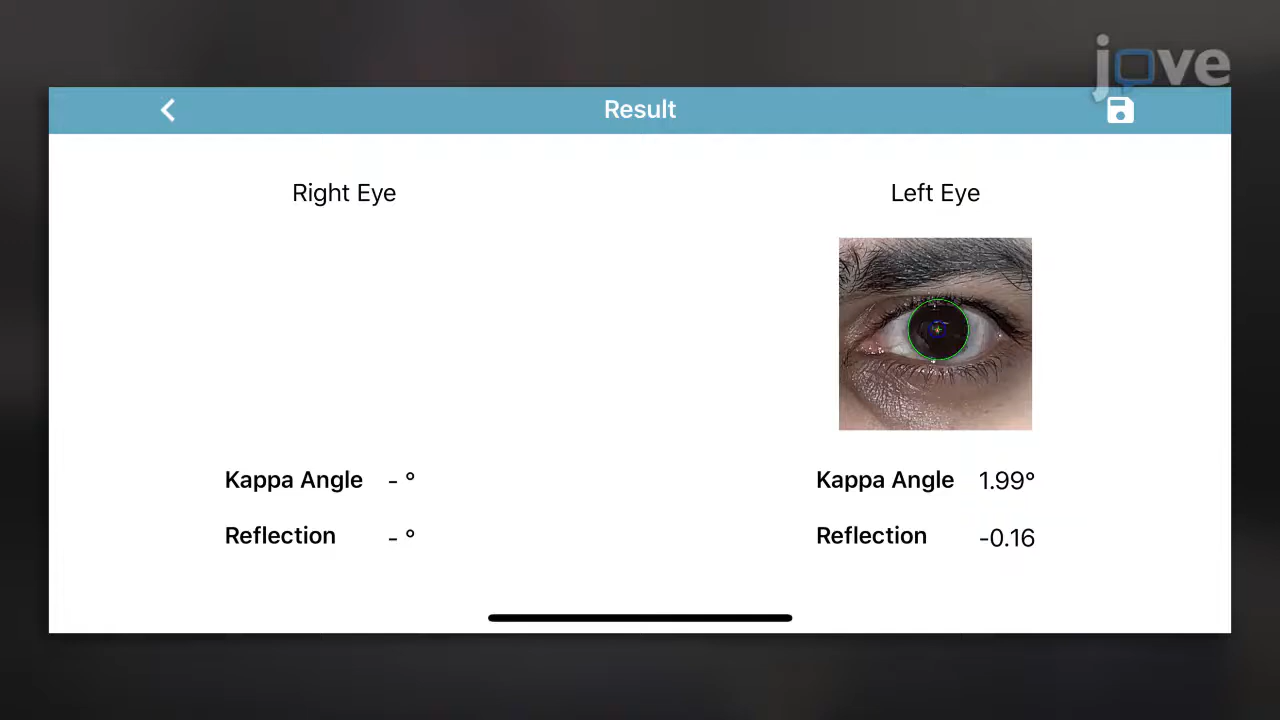 jove
Result
Right Eye
Left Eye
Kappa Angle - °
Kappa Angle 1.99°
Reflection - °
Reflection -0.16